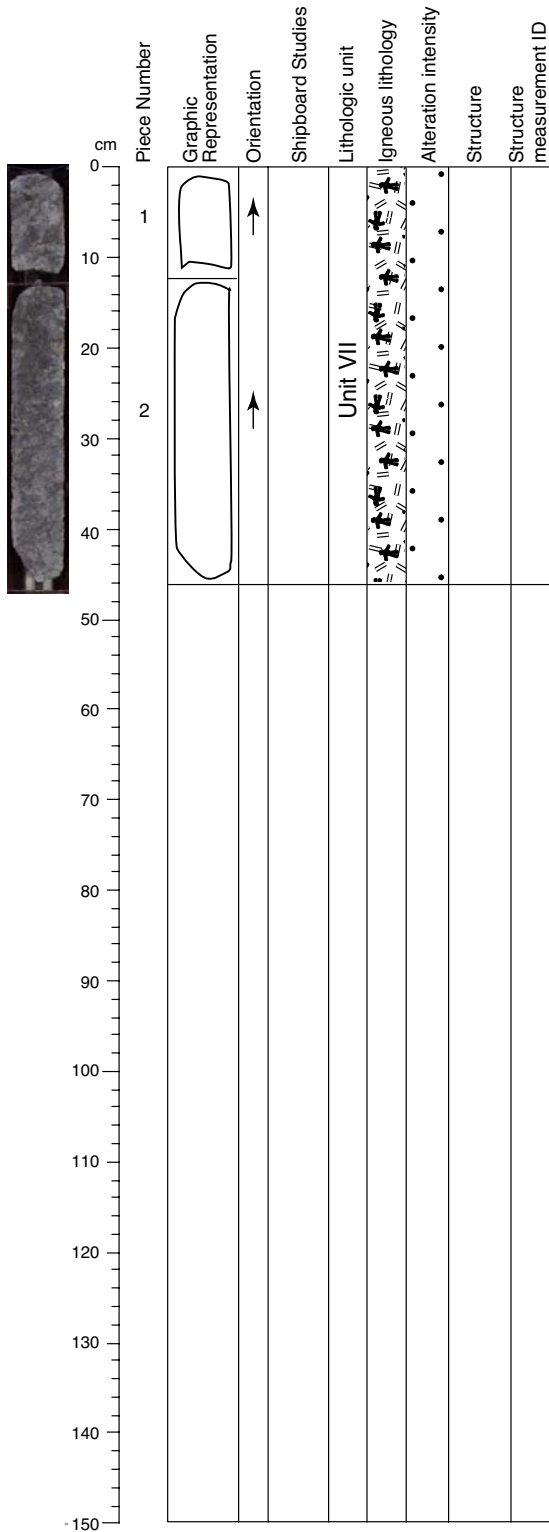 cm
Piece Number
Graphic
Representation
Orientation
Shipboard Studies
Lithologic unit
Igneous lithology
Alteration intensity
Structure
Structure
measurement ID
0
1
10
20
Unit VII
2
30
40
50
60
70
80
90
100
110
120
130
140
150